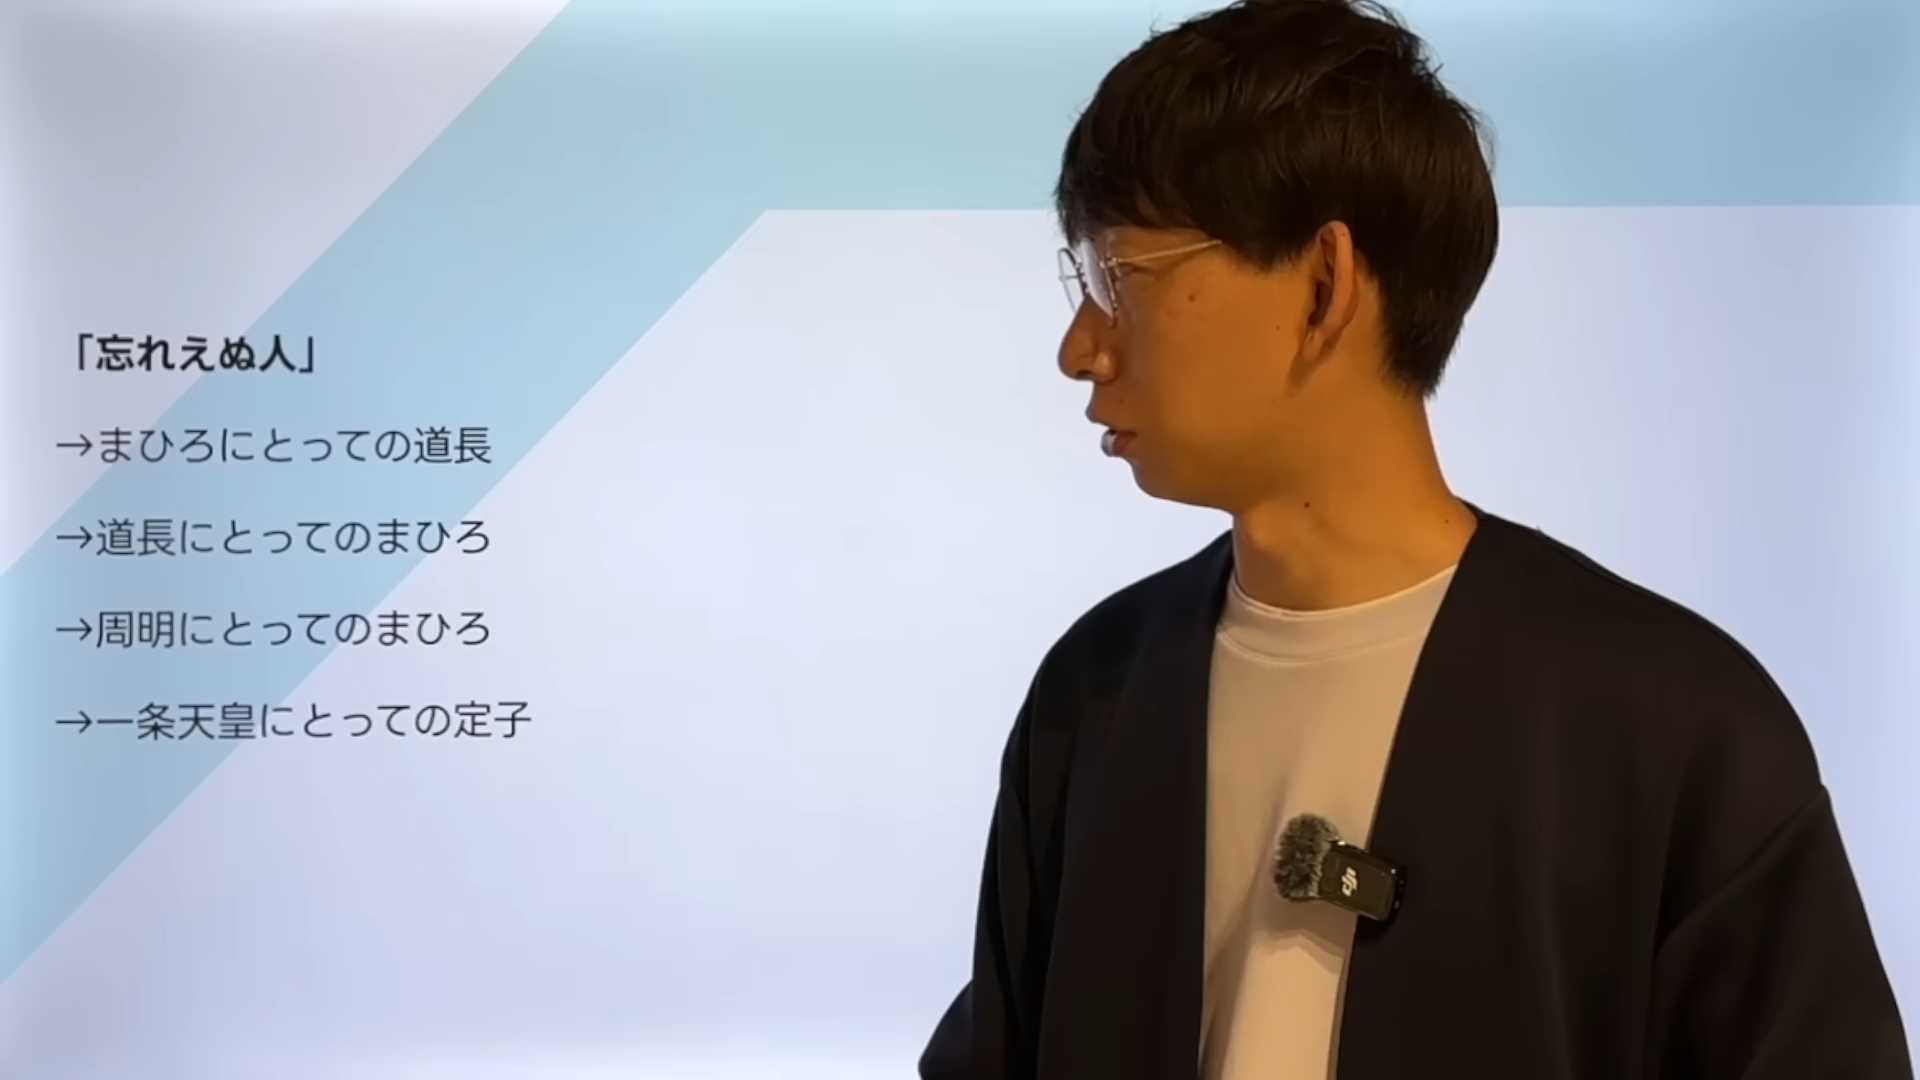 「忘れえぬ人」
→まひろにとっての道長
→道長にとってのまひろ
→周明にとってのまひろ
→一条天皇にとっての定子
dji